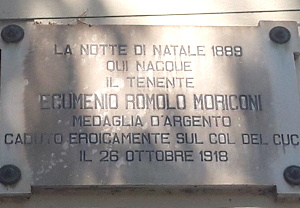 LA NOTTE DI NATALE 1889
QUI NACQUE
IL TENENTE
ECUMENIO ROMOLO MORICONI
MEDAGLIA D'ARGENTO
CADUTO EROICAMENTE SUL COL DEL CUC
IL 26 OTTOBRE 1918